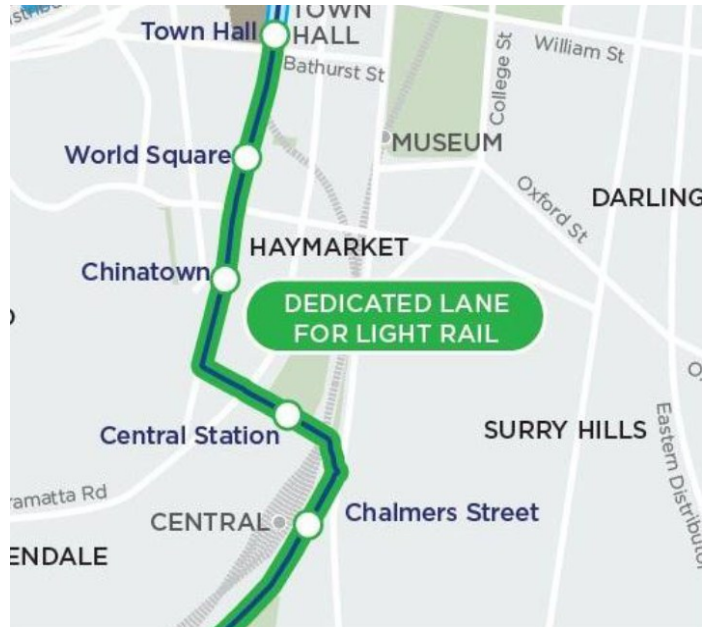 TOWN
HALL
Town Hall
William St
Bathurst St
College St
MUSEUM
World Square
Oxford St
DARLING
HAYMARKET
Chinatown
DEDICATED LANE
FOR LIGHT RAIL
Central Station
SURRY HILLS
Eastern Distributor
ramatta Rd
CENTRAL
Chalmers Street
ENDALE